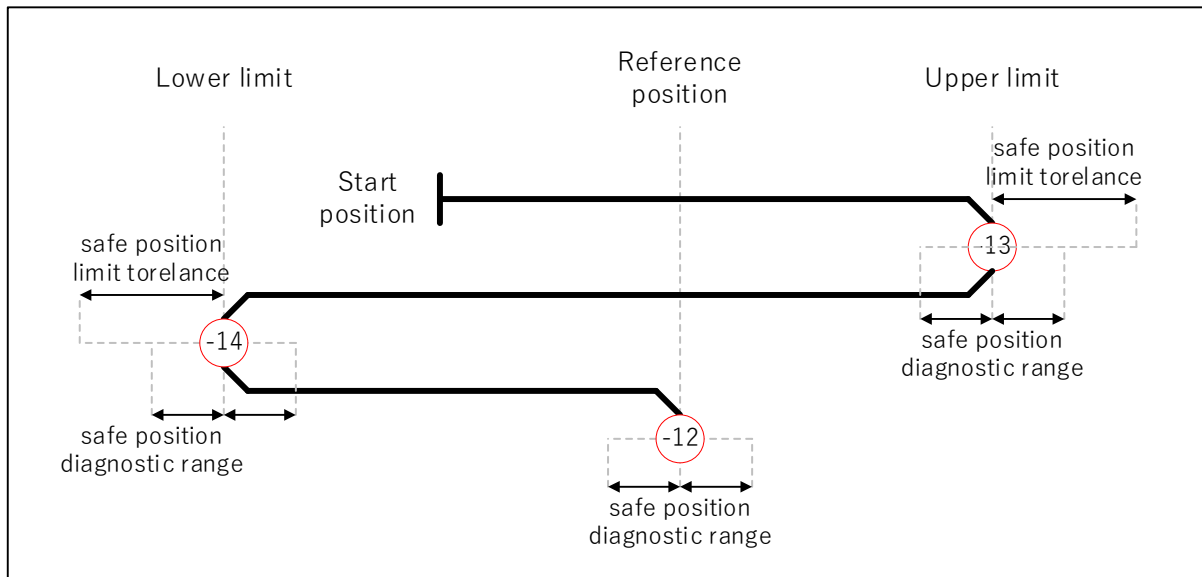 Lower limit
Reference
position
Upper limit
safe position
limit torelance
Start
position
-13
safe position
limit torelance
-14
safe position
diagnostic range
safe position
diagnostic range
-12
safe position
diagnostic range